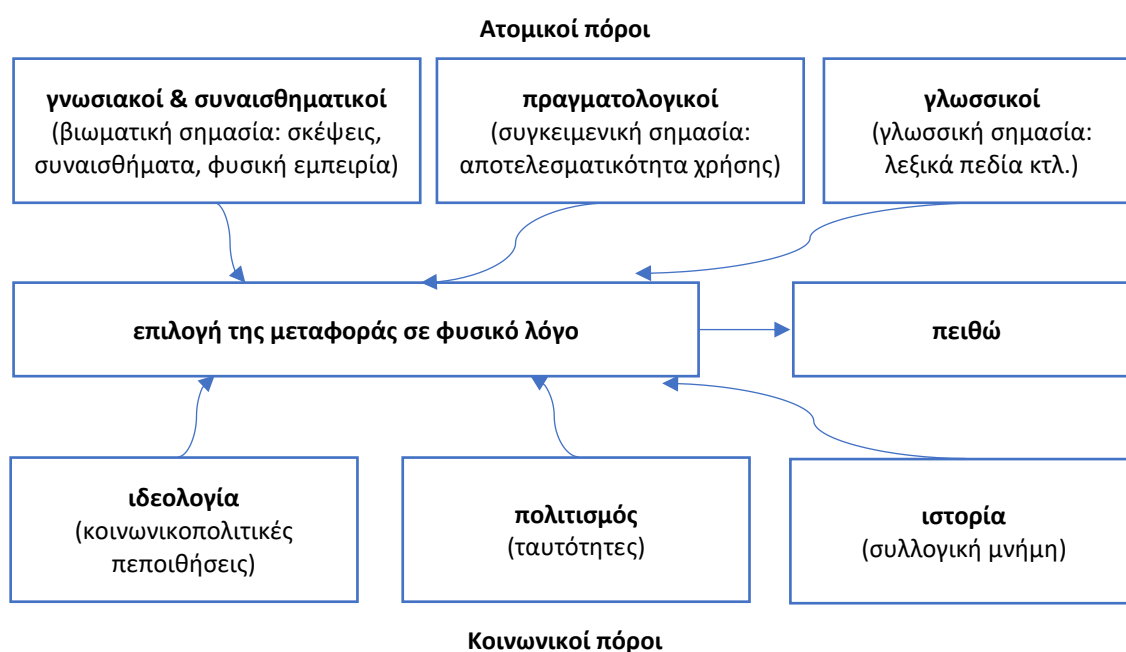 Ατομικοί πόροι
γνωσιακοί & συναισθηματικοί
(βιωματική σημασία: σκέψεις,
συναισθήματα, φυσική εμπειρία)
πραγματολογικοί
(συγκειμενική σημασία:
αποτελεσματικότητα χρήσης)
γλωσσικοί
(γλωσσική σημασία:
λεξικά πεδία κτλ.)
επιλογή της μεταφοράς σε φυσικό λόγο
πειθώ
ιδεολογία
(κοινωνικοπολιτικές
πεποιθήσεις)
πολιτισμός
(ταυτότητες)
ιστορία
(συλλογική μνήμη)
Κοινωνικοί πόροι